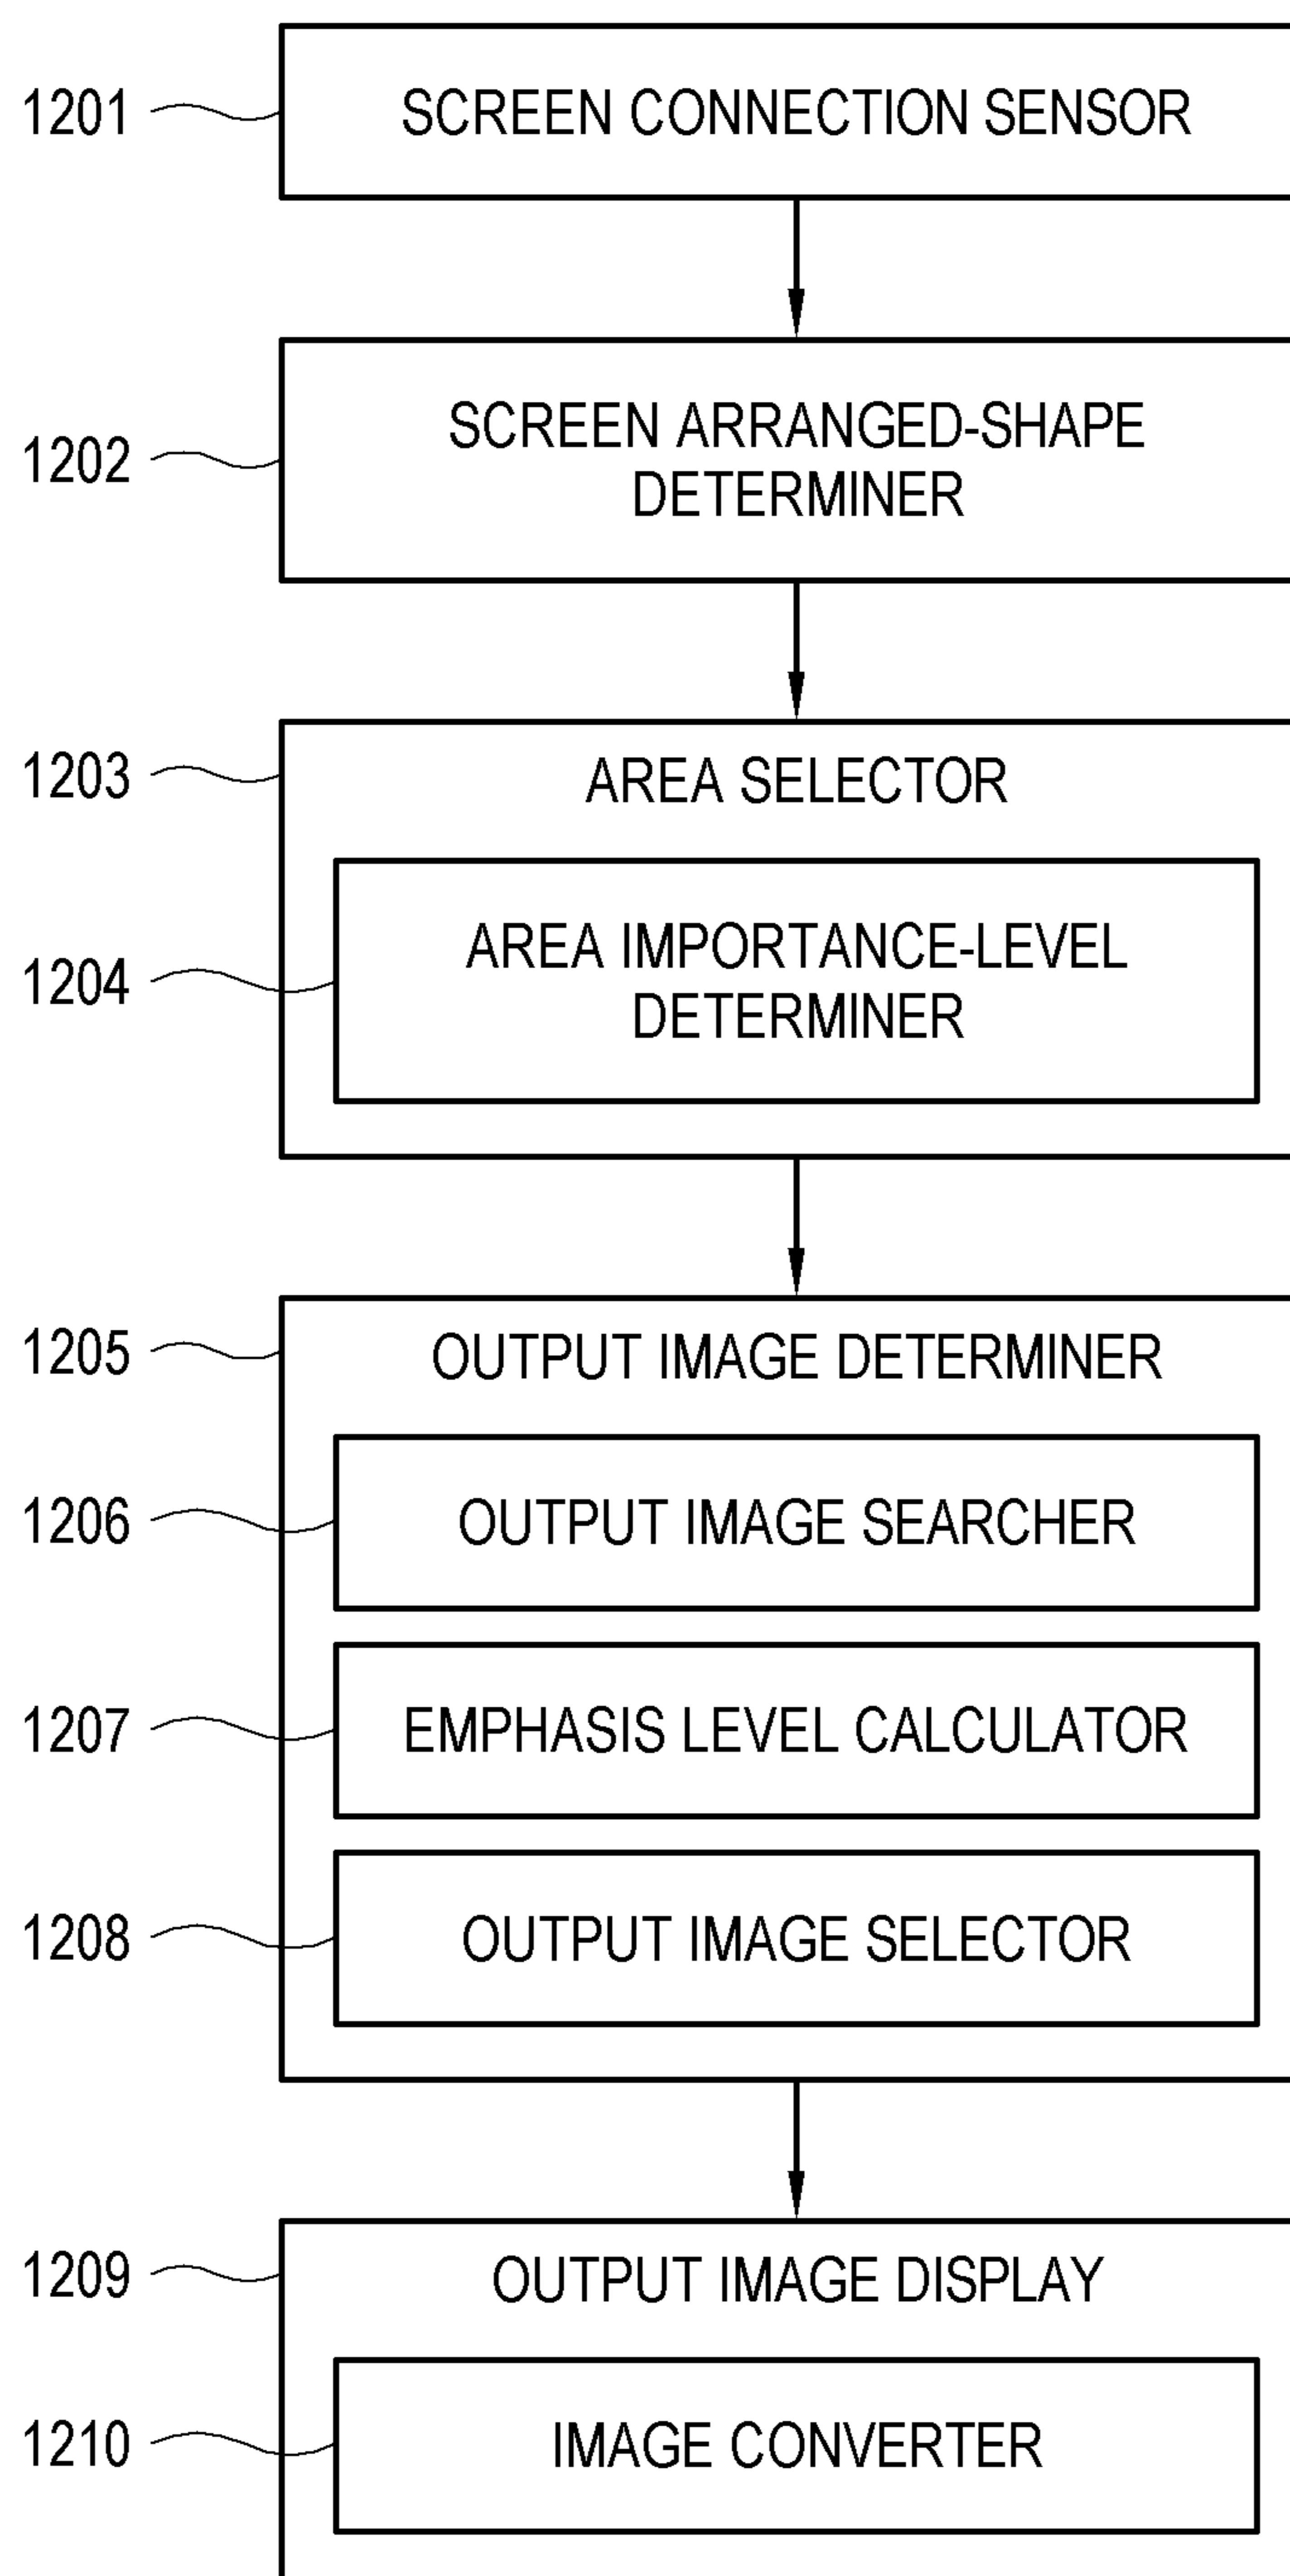 1201 SCREEN CONNECTION SENSOR
1202 SCREEN ARRANGED-SHAPE
DETERMINER
1203 AREA SELECTOR
1204 AREA IMPORTANCE-LEVEL
DETERMINER
1205 OUTPUT IMAGE DETERMINER
1206 OUTPUT IMAGE SEARCHER
1207 EMPHASIS LEVEL CALCULATOR
1208 OUTPUT IMAGE SELECTOR
1209 OUTPUT IMAGE DISPLAY
1210 IMAGE CONVERTER